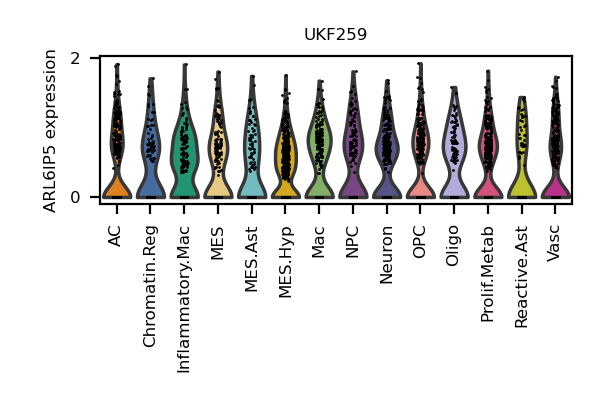 UKF259
ARL6IP5 expression
2
0
AC
Chromatin.Reg
Inflammatory.Mac
MES
MES.Ast
MES.Hyp
Mac
NPC
Neuron
OPC
Oligo
Prolif.Metab
Reactive.Ast
Vasc